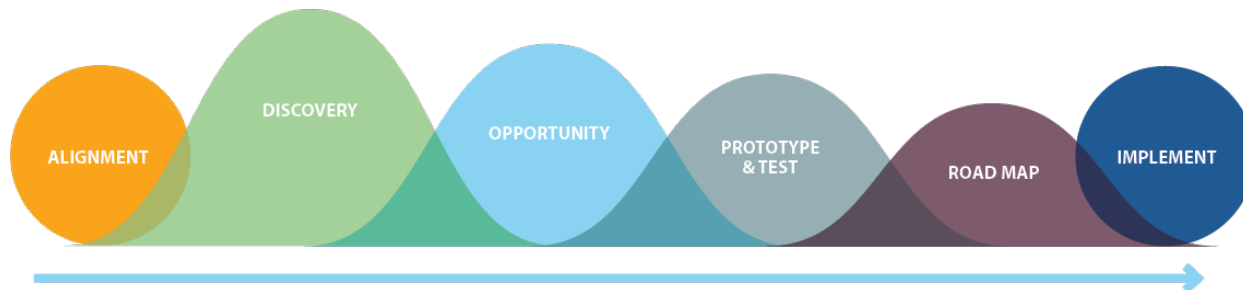 ALIGNMENT
DISCOVERY
OPPORTUNITY
PROTOTYPE
& TEST
ROAD MAP
IMPLEMENT